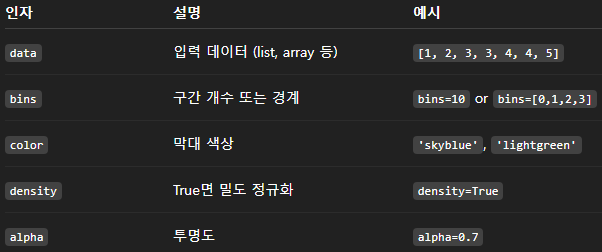 인자 설명 예시
data 입력 데이터 (list, array 등) [1, 2, 3, 3, 4, 4, 5]
bins 구간 개수 또는 경계 bins=10 or bins=[0,1,2,3]
color 막대 색상 'skyblue', 'lightgreen'
density True면 밀도 정규화 density=True
alpha 투명도 alpha=0.7